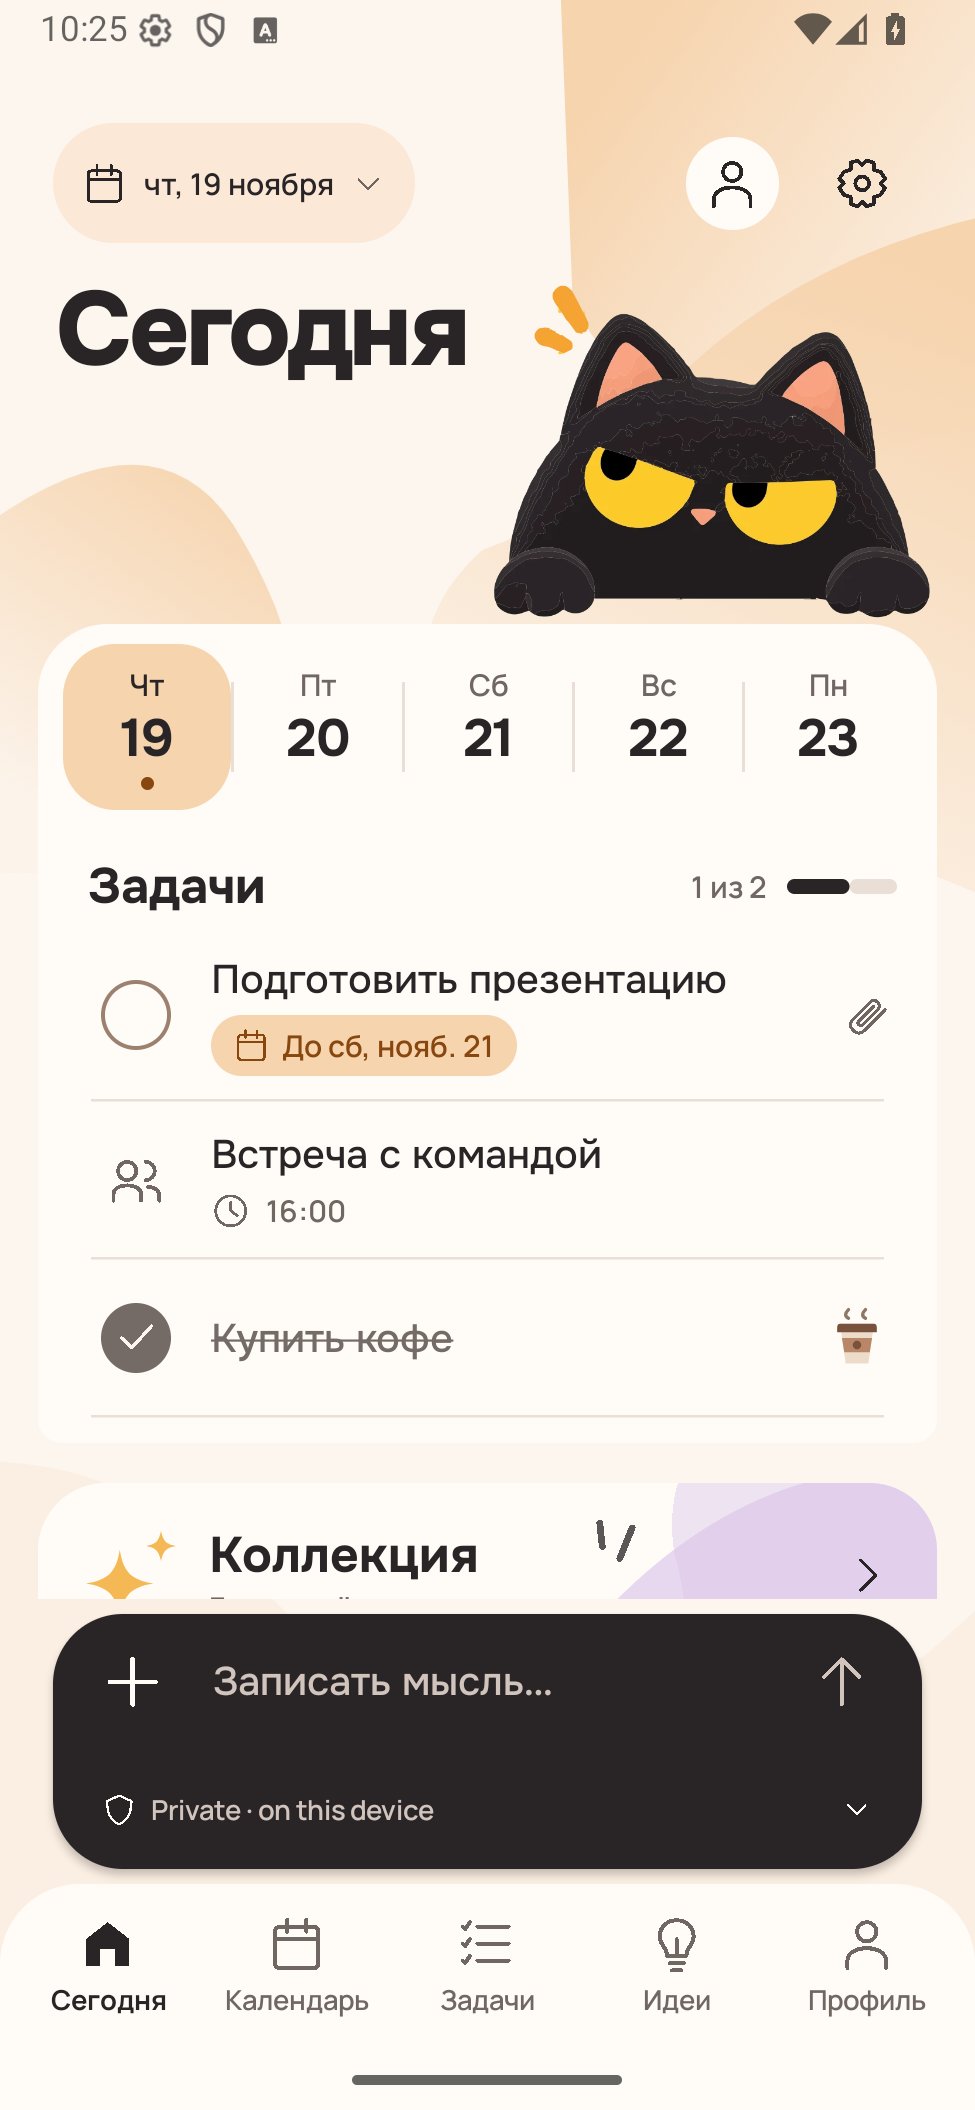 10:25
чт, 19 ноября
Сегодня
Чт
Пт
Сб
Вс
Пн
19
20
21
22
23
Задачи
1 из 2
Подготовить презентацию
До сб, нояб. 21
Встреча с командой
16:00
Купить кофе
Коллекция
Записать мысль...
Private · on this device
Сегодня
Календарь
Задачи
Идеи
Профиль